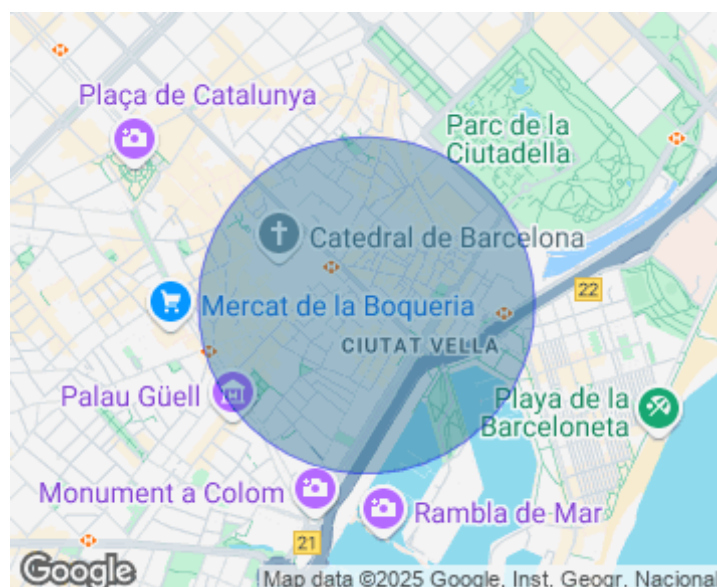 Plaça de Catalunya
Parc de la
Ciutadella
Catedral de Barcelona
22
Mercat de la Boqueria
CIUTAT VELLA
Palau Güell
Playa de la
Barceloneta
Monument a Colom
Rambla de Mar
21
Google
Map data ©2025 Google, Inst. Geogr. Nacional